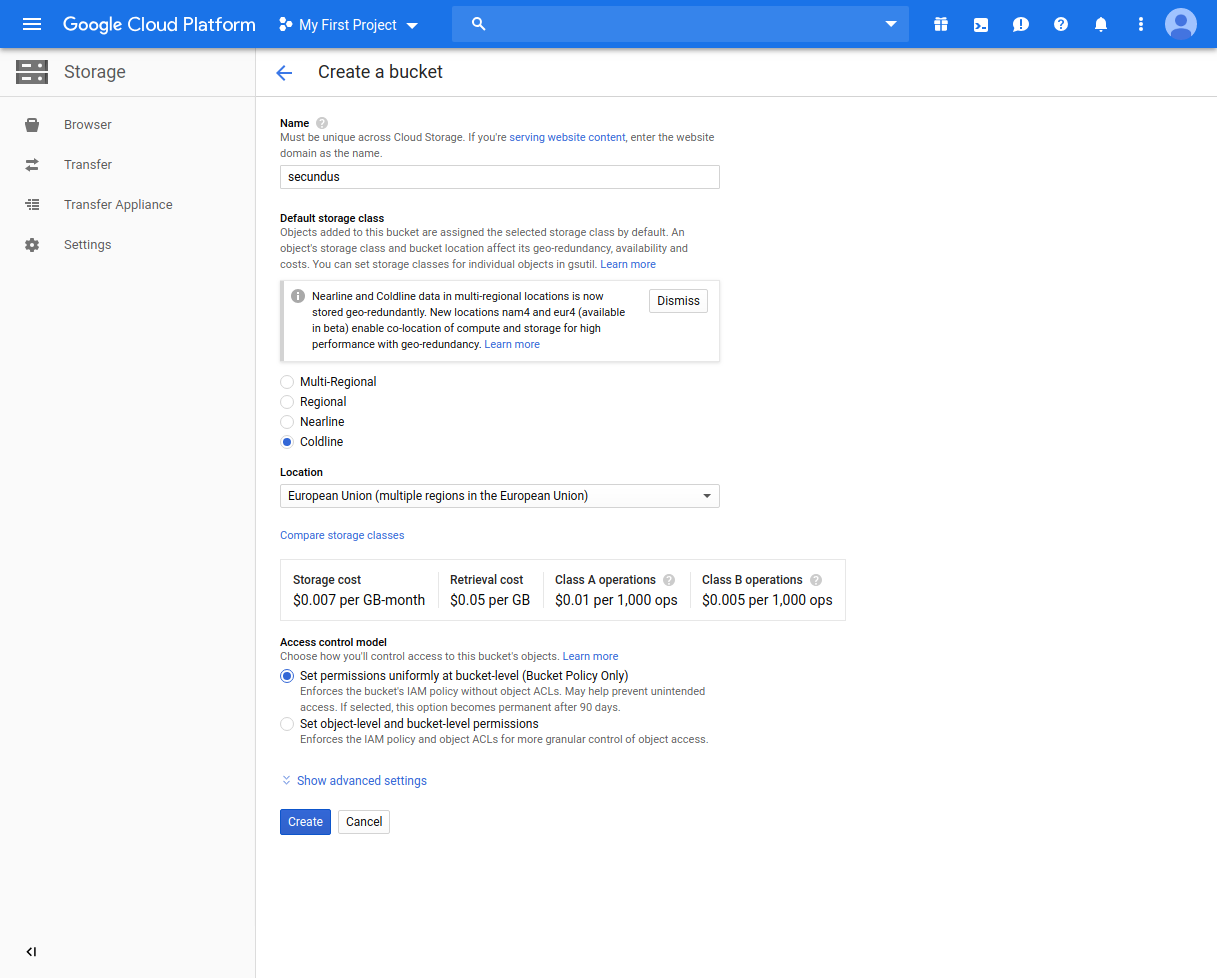 Google Cloud Platform My First Project
Storage
Create a bucket
Browser
Transfer
Transfer Appliance
Settings
Name
Must be unique across Cloud Storage. If you're serving website content, enter the website
domain as the name.
secundus
Default storage class
Objects added to this bucket are assigned the selected storage class by default. An
object's storage class and bucket location affect its geo-redundancy, availability and
costs. You can set storage classes for individual objects in gsutil. Learn more
Nearline and Coldline data in multi-regional locations is now
stored geo-redundantly. New locations nam4 and eur4 (available
in beta) enable co-location of compute and storage for high
performance with geo-redundancy. Learn more
Dismiss
Multi-Regional
Regional
Nearline
Coldline
Location
European Union (multiple regions in the European Union)
Compare storage classes
Storage cost Retrieval cost Class A operations Class B operations
$0.007 per GB-month $0.05 per GB $0.01 per 1,000 ops $0.005 per 1,000 ops
Access control model
Choose how you'll control access to this bucket's objects. Learn more
Set permissions uniformly at bucket-level (Bucket Policy Only)
Enforces the bucket's IAM policy without object ACLs. May help prevent unintended
access. If selected, this option becomes permanent after 90 days.
Set object-level and bucket-level permissions
Enforces the IAM policy and object ACLs for more granular control of object access.
Show advanced settings
Create Cancel